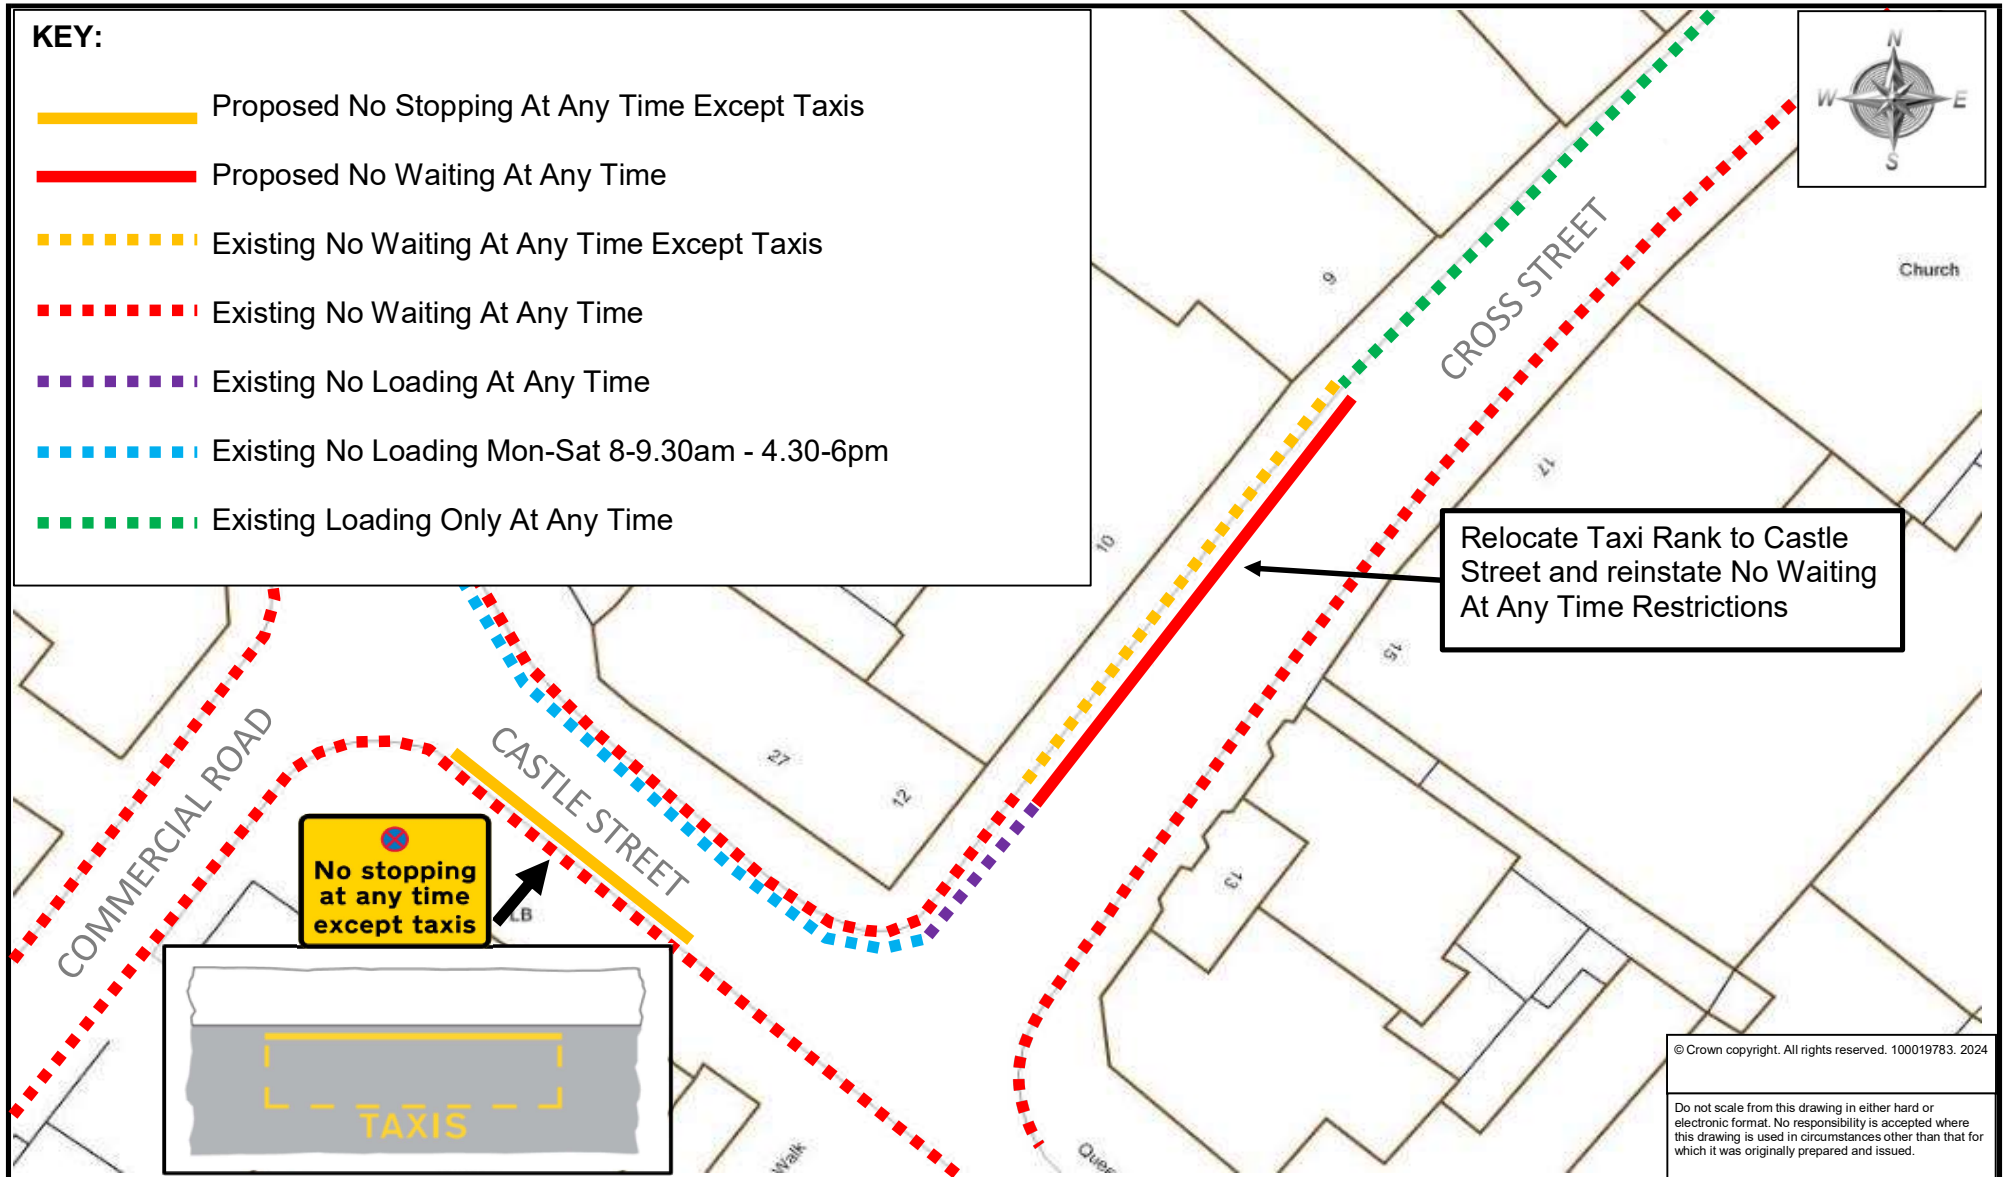 KEY:
Proposed No Stopping At Any Time Except Taxis
Proposed No Waiting At Any Time
Existing No Waiting At Any Time Except Taxis
Existing No Waiting At Any Time
Existing No Loading At Any Time
Existing No Loading Mon-Sat 8-9.30am - 4.30-6pm
Existing Loading Only At Any Time
N
W
E
S
Church
9
CROSS STREET
17
10
Relocate Taxi Rank to Castle
Street and reinstate No Waiting
At Any Time Restrictions
15
COMMERCIAL ROAD
CASTLE STREET
27
12
13
No stopping
at any time
except taxis
LB
TAXIS
Walk
Quee
© Crown copyright. All rights reserved. 100019783. 2024
Do not scale from this drawing in either hard or
electronic format. No responsibility is accepted where
this drawing is used in circumstances other than that for
which it was originally prepared and issued.